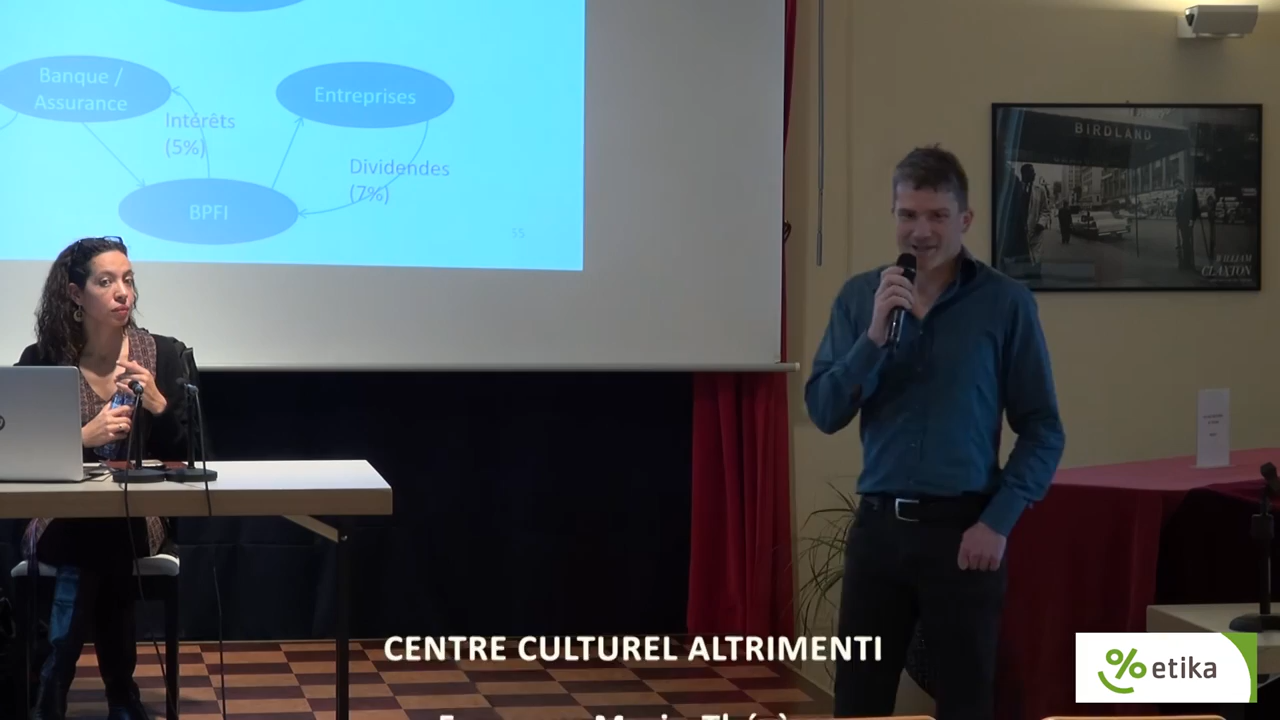 Banque /
Assurance
Intérêts
(5%)
Entreprises
Dividendes
(7%)
BPFI
55
BIRDLAND
WILLIAM
CLAXTON
CENTRE CULTUREL ALTRIMENTI
% etika